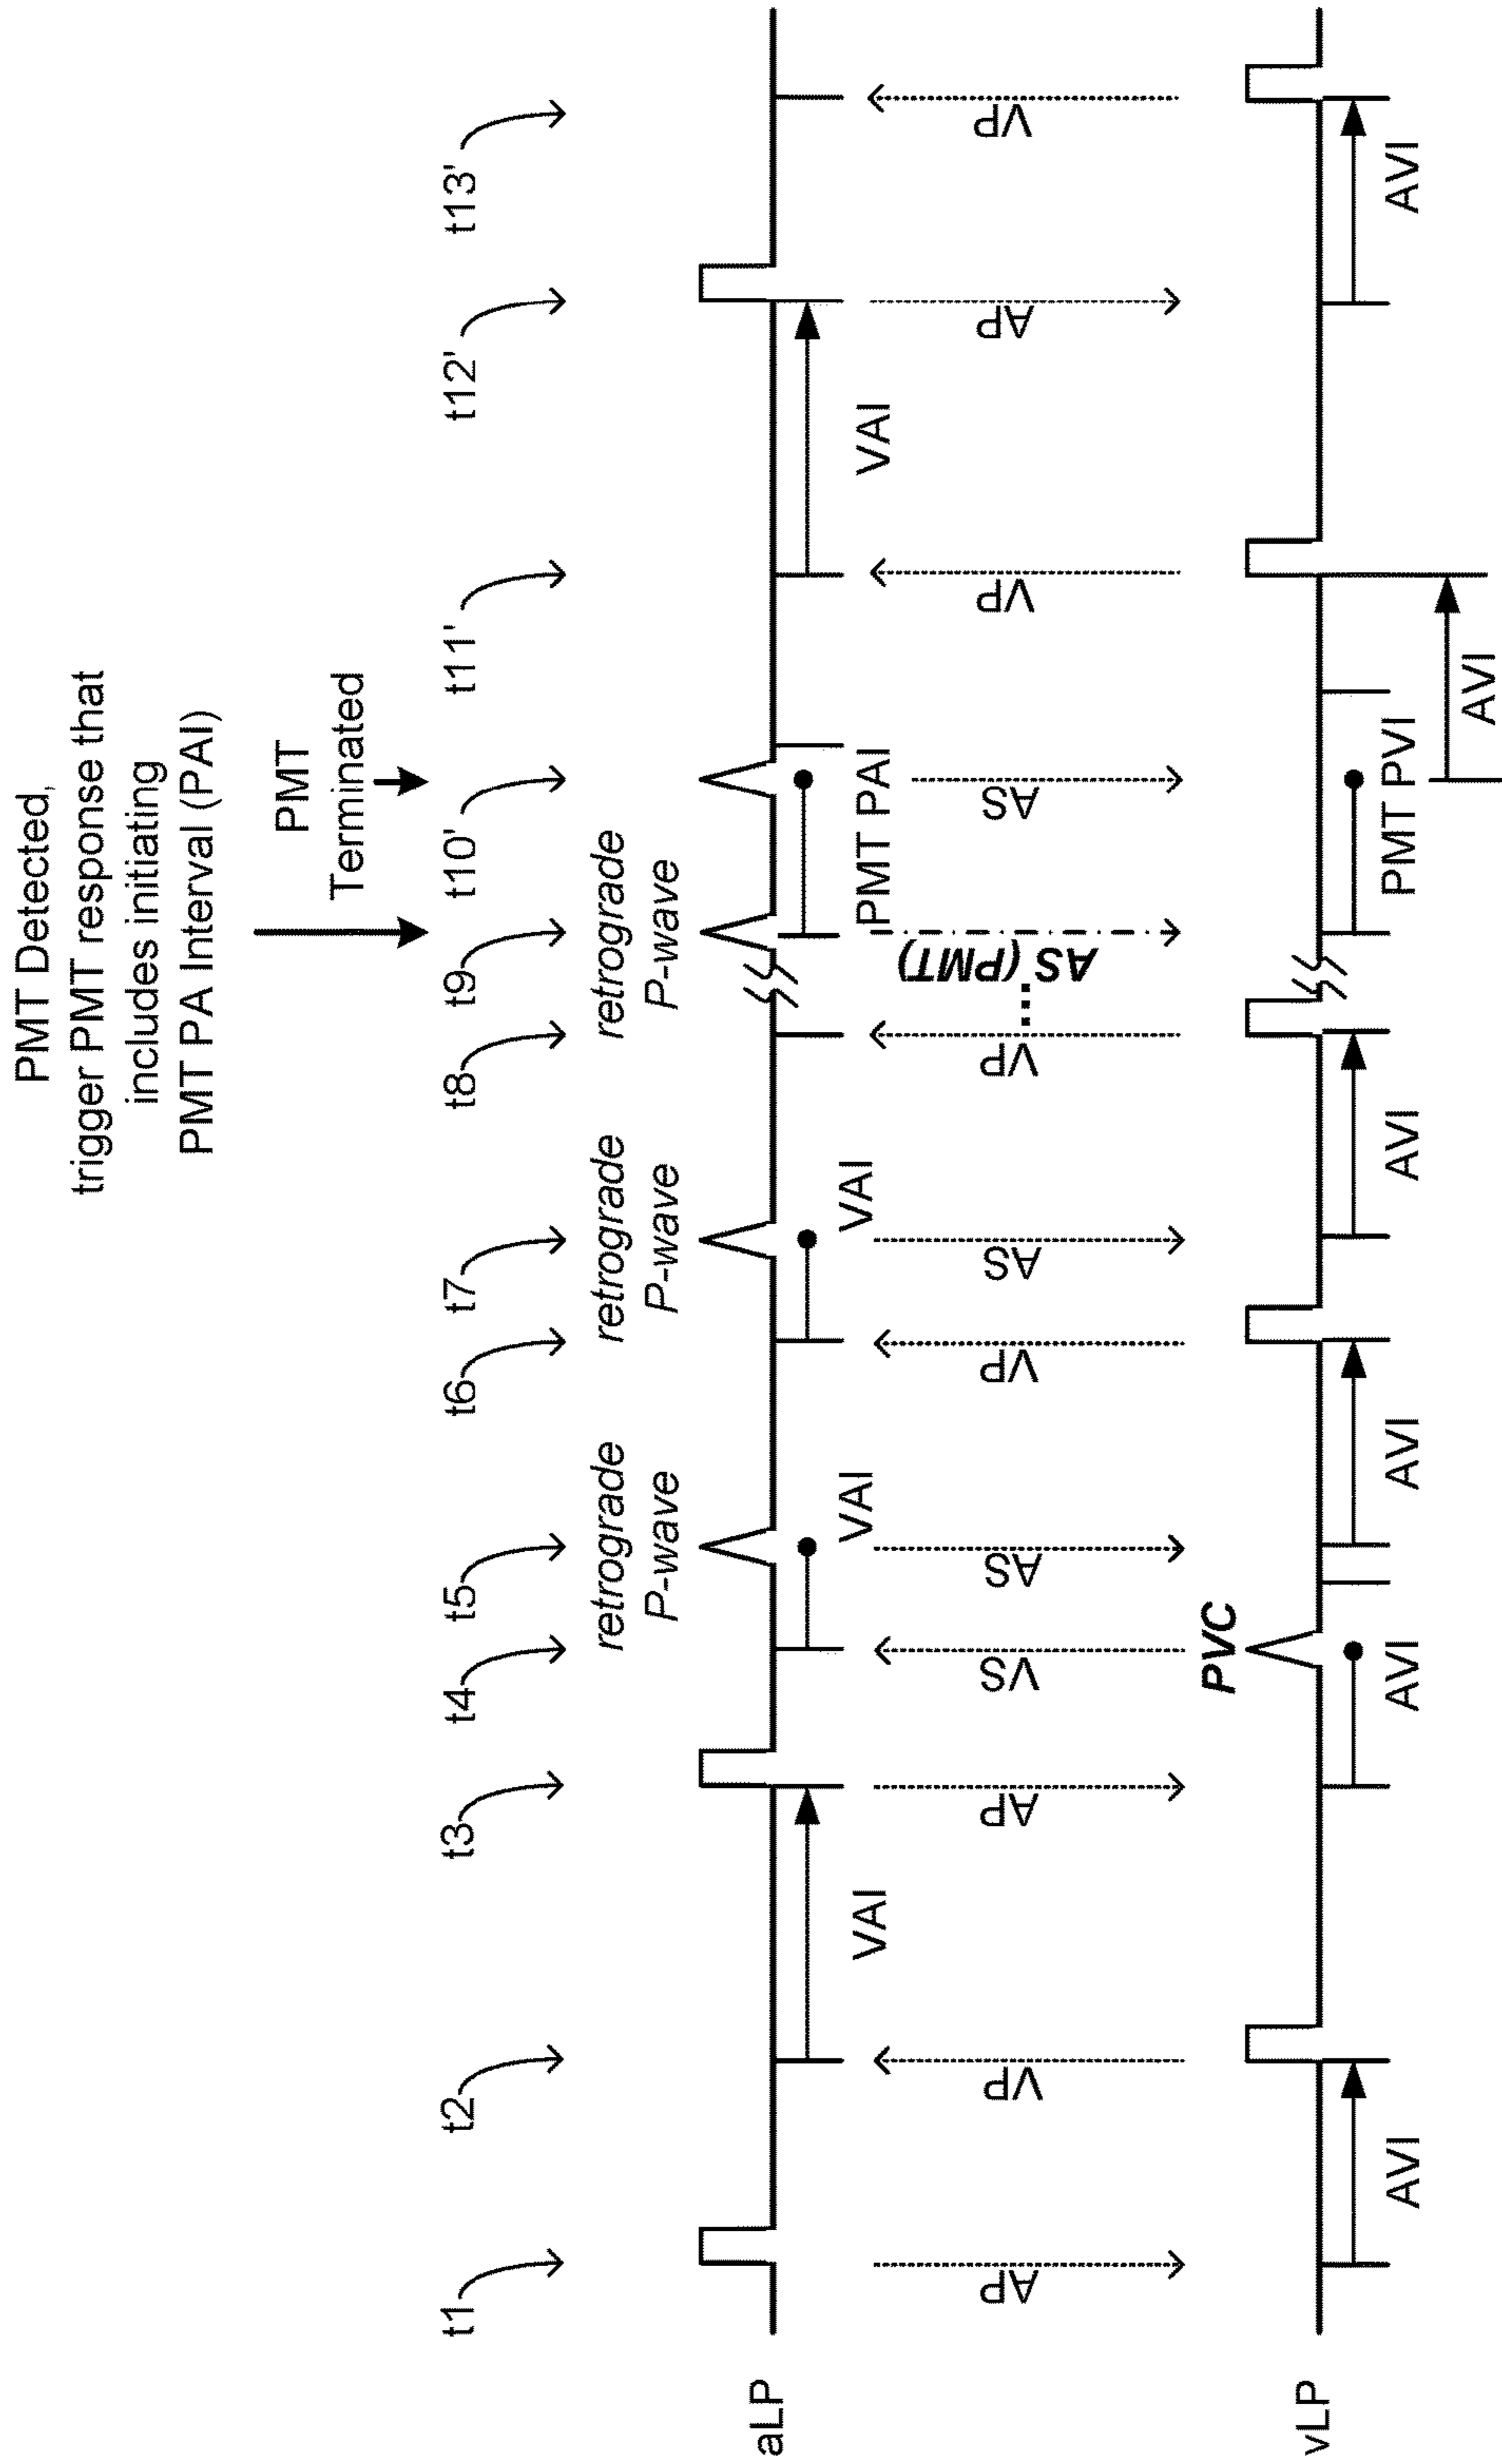 PMT Detected,
trigger PMT response that
includes initiating
PMT PA Interval (PAI)
PMT
Terminated
t1
t2
t3
t4
t5
t6
t7
t8
t9
t10'
t11'
t12'
t13'
retrograde
P-wave
retrograde
P-wave
retrograde
P-wave
aLP
VAI
VAI
VAI
PMT PAI
VAI
AP
VP
AP
VS
AS
VP
AS
VP
...
AS (PMT)
AS
VP
AP
VP
PVC
vLP
AVI
AVI
AVI
AVI
PMT PVI
AVI
AVI